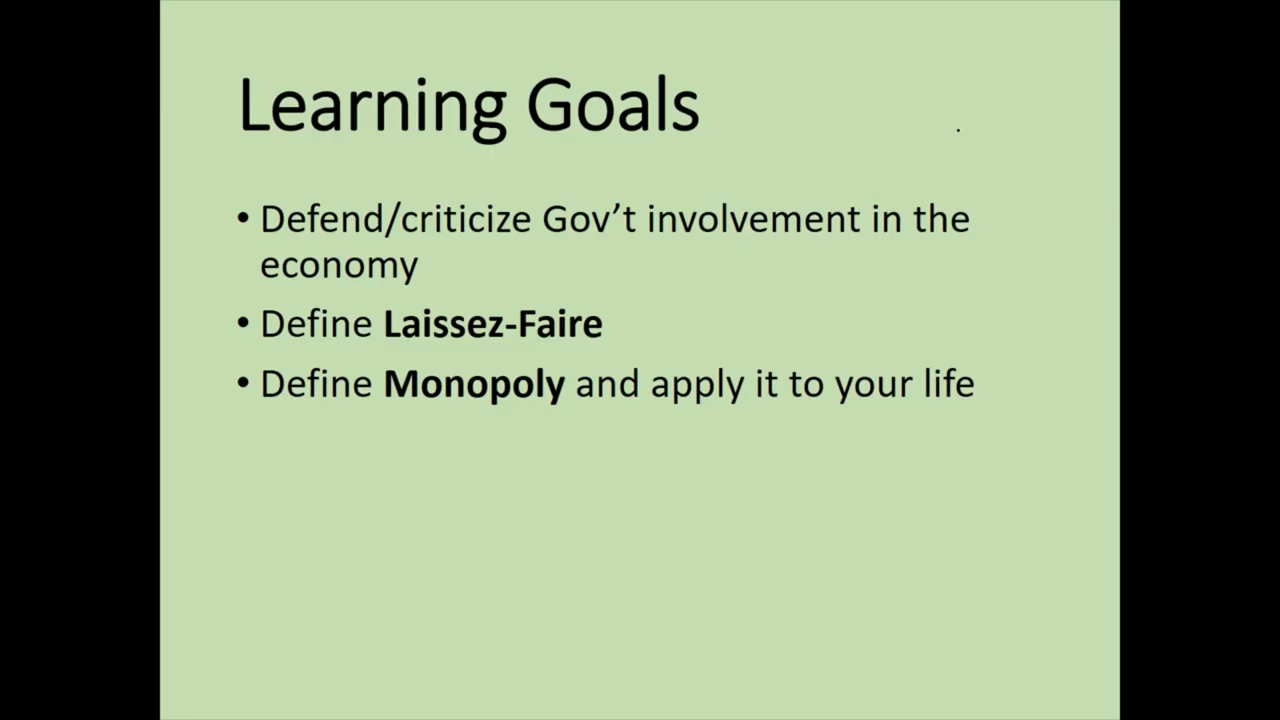 Learning Goals
• Defend/criticize Gov’t involvement in the
economy
• Define Laissez-Faire
• Define Monopoly and apply it to your life